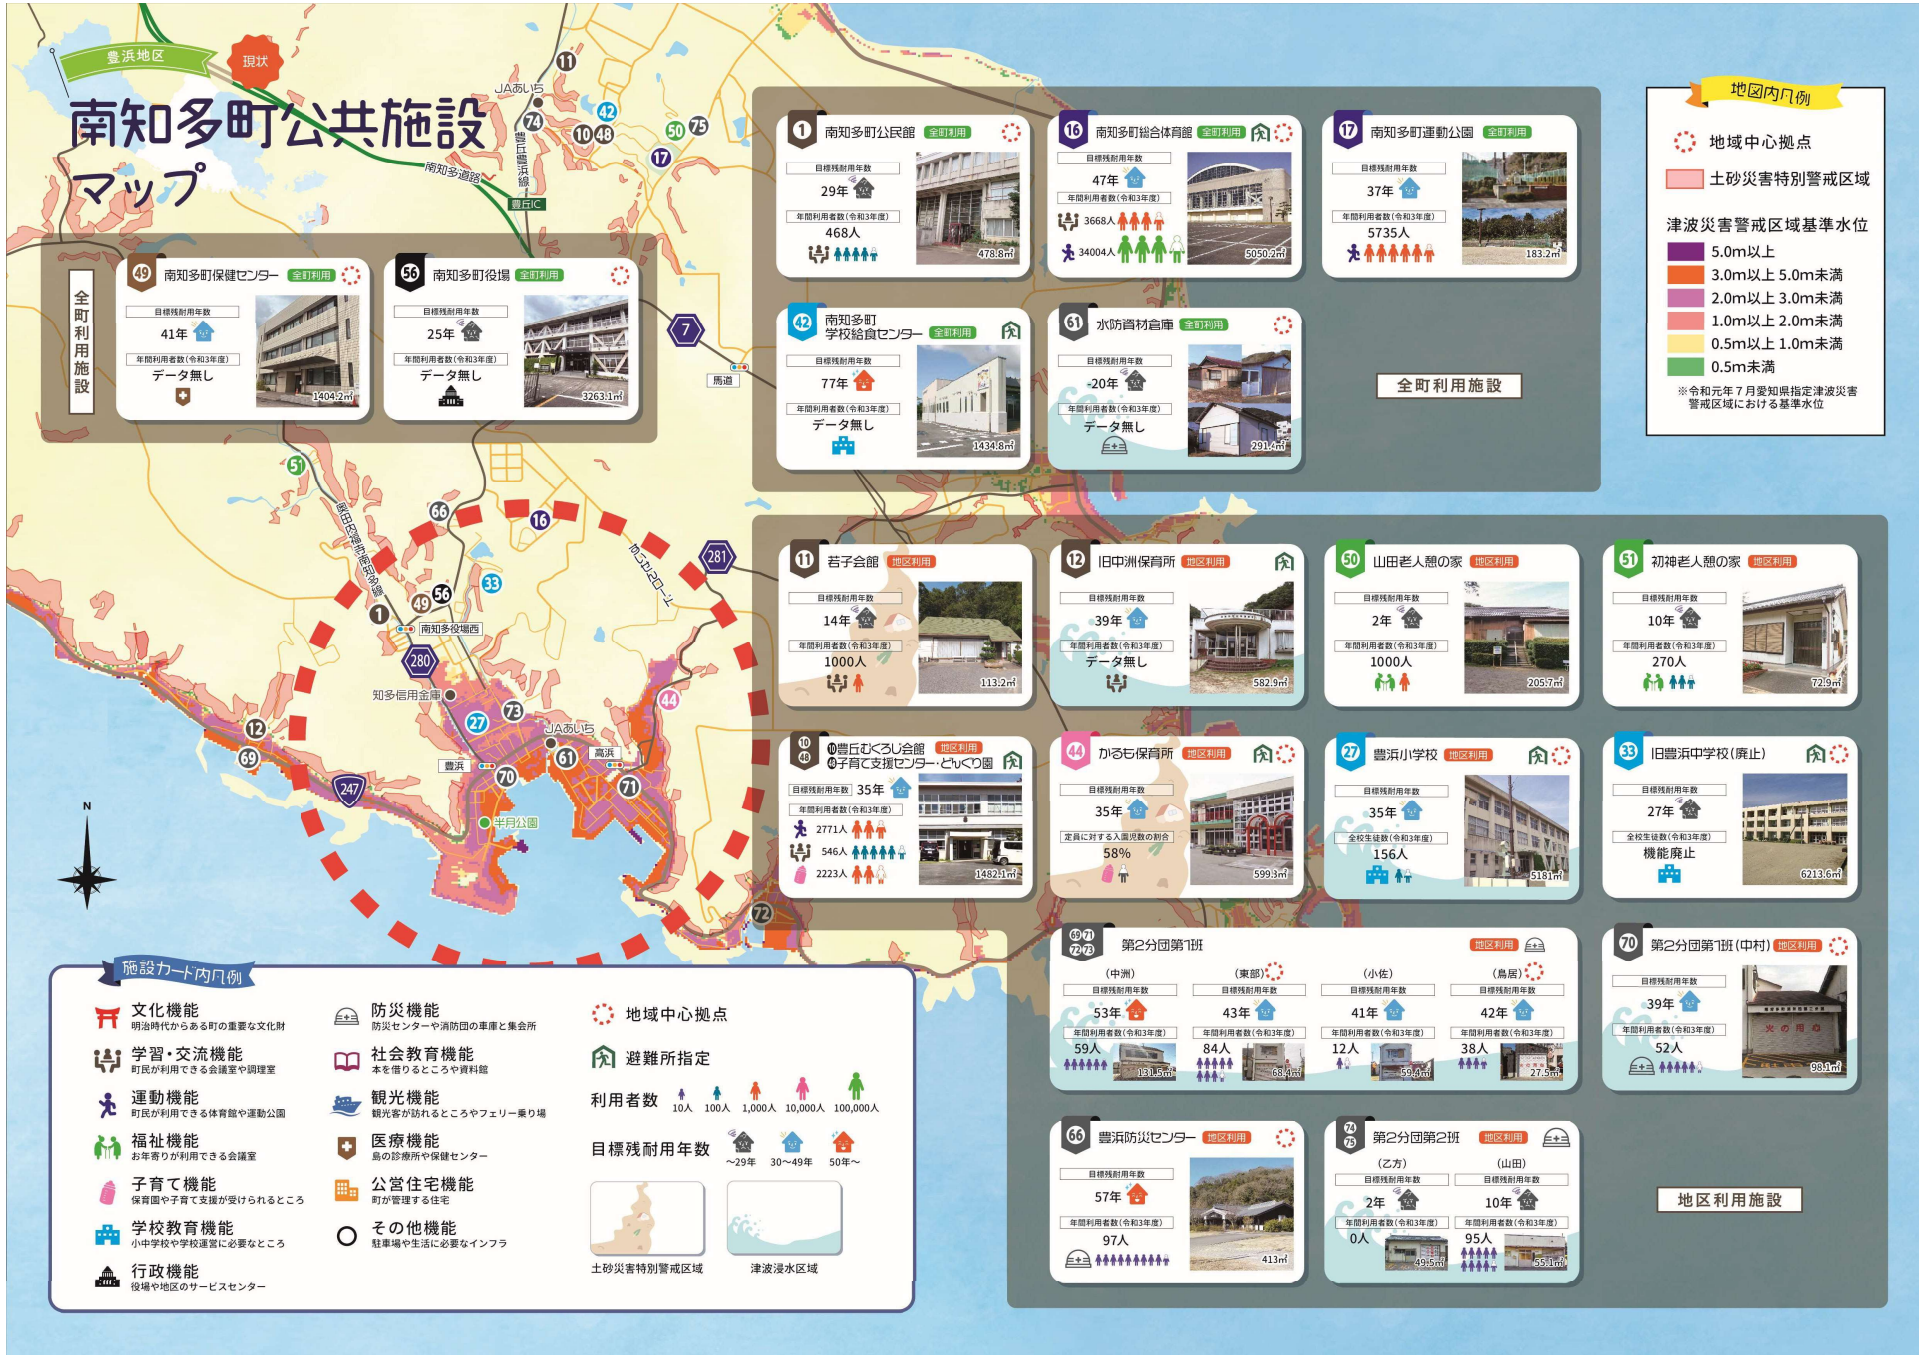 豊浜地区
現状
南知多町公共施設
マップ
全町利用施設
49 南知多町保健センター 全町利用
目標残耐用年数
41年
年間利用者数(令和3年度)
データ無し
1404.2㎡
56 南知多町役場 全町利用
目標残耐用年数
25年
年間利用者数(令和3年度)
データ無し
3263.1㎡
1 南知多町公民館 全町利用
目標残耐用年数
29年
年間利用者数(令和3年度)
468人
478.8㎡
16 南知多町総合体育館 全町利用
目標残耐用年数
47年
年間利用者数(令和3年度)
3668人
34004人
5050.2㎡
17 南知多町運動公園 全町利用
目標残耐用年数
37年
年間利用者数(令和3年度)
5735人
183.2㎡
42 南知多町
学校給食センター 全町利用
目標残耐用年数
77年
年間利用者数(令和3年度)
データ無し
1434.8㎡
61 水防資材倉庫 全町利用
目標残耐用年数
-20年
年間利用者数(令和3年度)
データ無し
291.4㎡
全町利用施設
地図内凡例
地域中心拠点
土砂災害特別警戒区域
津波災害警戒区域基準水位
5.0m以上
3.0m以上 5.0m未満
2.0m以上 3.0m未満
1.0m以上 2.0m未満
0.5m以上 1.0m未満
0.5m未満
※令和元年7月愛知県指定津波災害
警戒区域における基準水位
11
JAあいち
74
42
10
48
50
75
17
豊丘豊浜線
南知多道路
豊丘IC
7
馬道
51
66
16
281
33
56
49
1
南知多役場西
280
知多信用金庫
27
73
44
JAあいち
12
69
豊浜
70
61
高浜
71
247
半月公園
72
N
11 若子会館 地区利用
目標残耐用年数
14年
年間利用者数(令和3年度)
1000人
113.2㎡
12 旧中洲保育所 地区利用
目標残耐用年数
39年
年間利用者数(令和3年度)
データ無し
582.9㎡
50 山田老人憩の家 地区利用
目標残耐用年数
2年
年間利用者数(令和3年度)
1000人
205.7㎡
51 初神老人憩の家 地区利用
目標残耐用年数
10年
年間利用者数(令和3年度)
270人
72.9㎡
10
48
⑩豊丘むくろじ会館 地区利用
㊽子育て支援センター・どんぐり園
目標残耐用年数 35年
年間利用者数(令和3年度)
2771人
546人
2223人
1482.1㎡
44 かるも保育所 地区利用
目標残耐用年数
35年
定員に対する入園児数の割合
58%
599.3㎡
27 豊浜小学校 地区利用
目標残耐用年数
35年
全校生徒数(令和3年度)
156人
5181㎡
33 旧豊浜中学校(廃止)
目標残耐用年数
27年
全校生徒数(令和3年度)
機能廃止
6213.6㎡
69 71
72 73
第2分団第1班 地区利用
(中洲)
目標残耐用年数
53年
年間利用者数(令和3年度)
59人
131.5㎡
(東部)
目標残耐用年数
43年
年間利用者数(令和3年度)
84人
68.4㎡
(小佐)
目標残耐用年数
41年
年間利用者数(令和3年度)
12人
59.4㎡
(鳥居)
目標残耐用年数
42年
年間利用者数(令和3年度)
38人
27.5㎡
70 第2分団第1班(中村) 地区利用
目標残耐用年数
39年
年間利用者数(令和3年度)
52人
火の用心
98.1㎡
66 豊浜防災センター 地区利用
目標残耐用年数
57年
年間利用者数(令和3年度)
97人
413㎡
74
75
第2分団第2班 地区利用
(乙方)
目標残耐用年数
2年
年間利用者数(令和3年度)
0人
49.5㎡
(山田)
目標残耐用年数
10年
年間利用者数(令和3年度)
95人
55.1㎡
地区利用施設
施設カード内凡例
文化機能
明治時代からある町の重要な文化財
学習・交流機能
町民が利用できる会議室や調理室
運動機能
町民が利用できる体育館や運動公園
福祉機能
お年寄りが利用できる会議室
子育て機能
保育園や子育て支援が受けられるところ
学校教育機能
小中学校や学校運営に必要なところ
行政機能
役場や地区のサービスセンター
防災機能
防災センターや消防団の車庫と集会所
社会教育機能
本を借りるところや資料館
観光機能
観光客が訪れるところやフェリー乗り場
医療機能
島の診療所や保健センター
公営住宅機能
町が管理する住宅
その他機能
駐車場や生活に必要なインフラ
地域中心拠点
避難所指定
利用者数
10人 100人 1,000人 10,000人 100,000人
目標残耐用年数
～29年 30～49年 50年～
土砂災害特別警戒区域
津波浸水区域